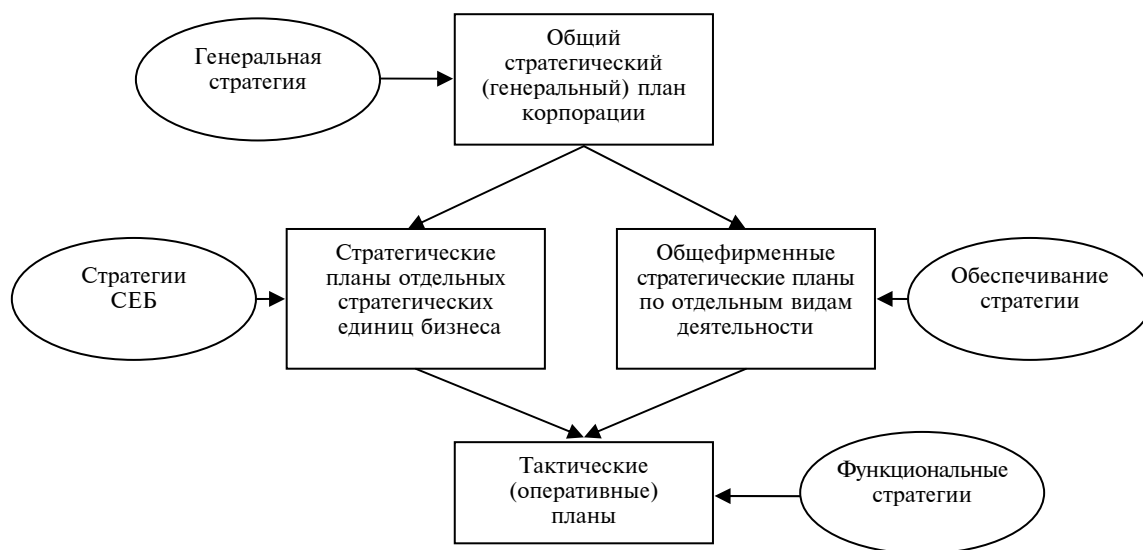 Генеральная
стратегия
Общий
стратегический
(генеральный) план
корпорации
Стратегии
СЕБ
Стратегические
планы отдельных
стратегических
единиц бизнеса
Общефирменные
стратегические планы
по отдельным видам
деятельности
Обеспечивание
стратегии
Тактические
(оперативные)
планы
Функциональные
стратегии